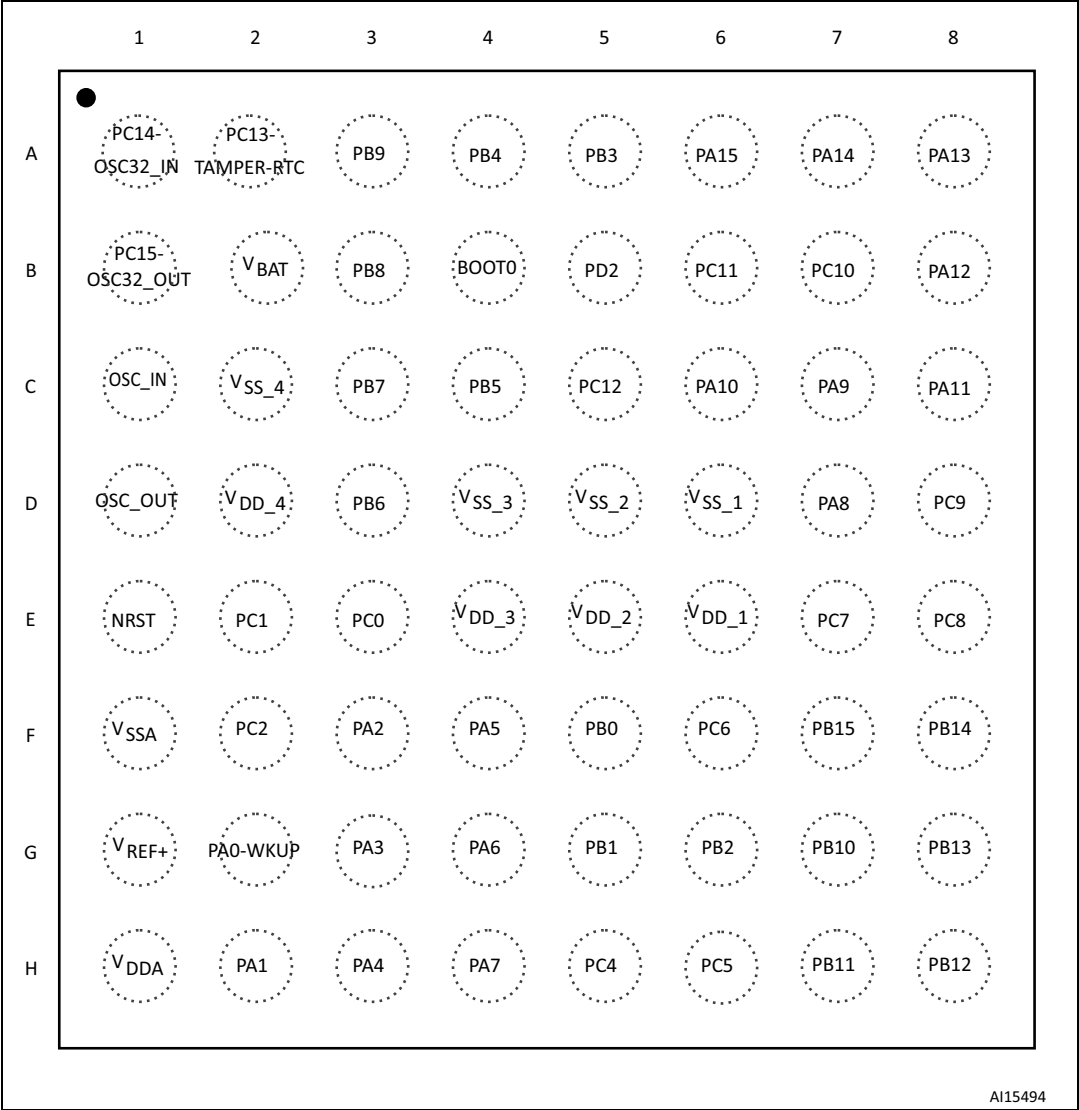 1 2 3 4 5 6 7 8
A PC14-OSC32_IN PC13-TAMPER-RTC PB9 PB4 PB3 PA15 PA14 PA13
B PC15-OSC32_OUT VBAT PB8 BOOT0 PD2 PC11 PC10 PA12
C OSC_IN VSS_4 PB7 PB5 PC12 PA10 PA9 PA11
D OSC_OUT VDD_4 PB6 VSS_3 VSS_2 VSS_1 PA8 PC9
E NRST PC1 PC0 VDD_3 VDD_2 VDD_1 PC7 PC8
F VSSA PC2 PA2 PA5 PB0 PC6 PB15 PB14
G VREF+ PA0-WKUP PA3 PA6 PB1 PB2 PB10 PB13
H VDDA PA1 PA4 PA7 PC4 PC5 PB11 PB12
AI15494